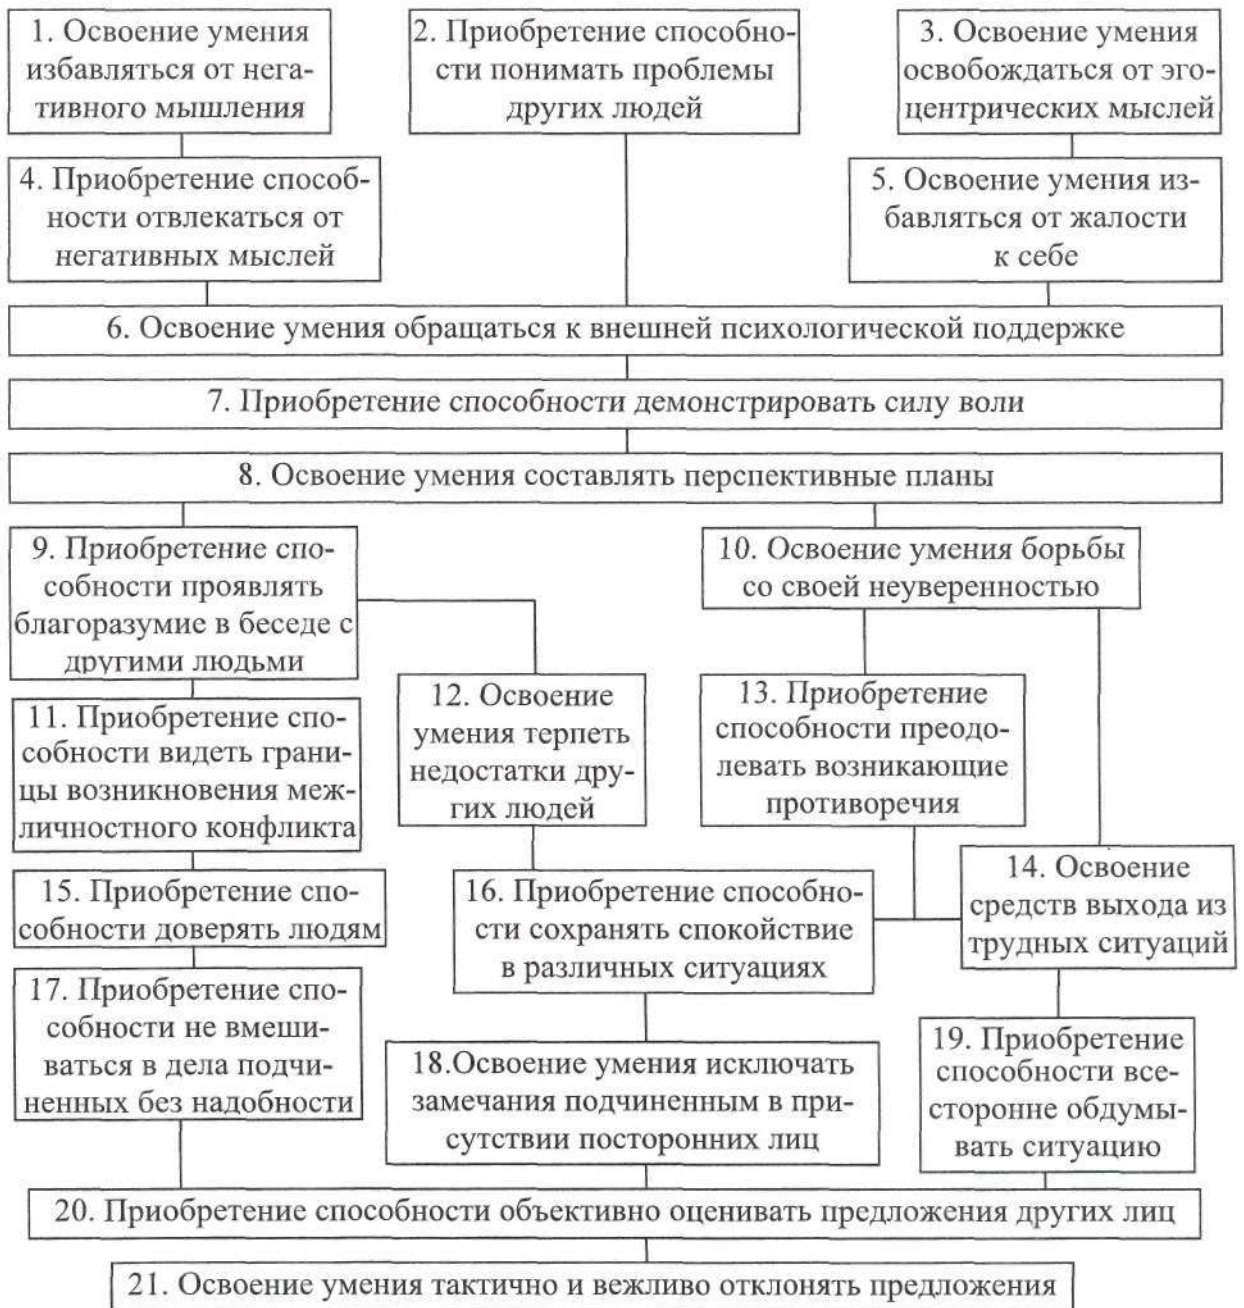 1. Освоение умения
избавляться от нега-
тивного мышления
2. Приобретение способно-
сти понимать проблемы
других людей
3. Освоение умения
освобождаться от эго-
центрических мыслей
4. Приобретение способ-
ности отвлекаться от
негативных мыслей
5. Освоение умения из-
бавляться от жалости
к себе
6. Освоение умения обращаться к внешней психологической поддержке
7. Приобретение способности демонстрировать силу воли
8. Освоение умения составлять перспективные планы
9. Приобретение спо-
собности проявлять
благоразумие в беседе с
другими людьми
10. Освоение умения борьбы
со своей неуверенностью
11. Приобретение спо-
собности видеть грани-
цы возникновения меж-
личностного конфликта
12. Освоение
умения терпеть
недостатки дру-
гих людей
13. Приобретение
способности преодо-
левать возникающие
противоречия
14. Освоение
средств выхода из
трудных ситуаций
15. Приобретение спо-
собности доверять людям
16. Приобретение способно-
сти сохранять спокойствие
в различных ситуациях
17. Приобретение спо-
собности не вмеши-
ваться в дела подчи-
ненных без надобности
18.Освоение умения исключать
замечания подчиненным в при-
сутствии посторонних лиц
19. Приобретение
способности все-
сторонне обдумы-
вать ситуацию
20. Приобретение способности объективно оценивать предложения других лиц
21. Освоение умения тактично и вежливо отклонять предложения